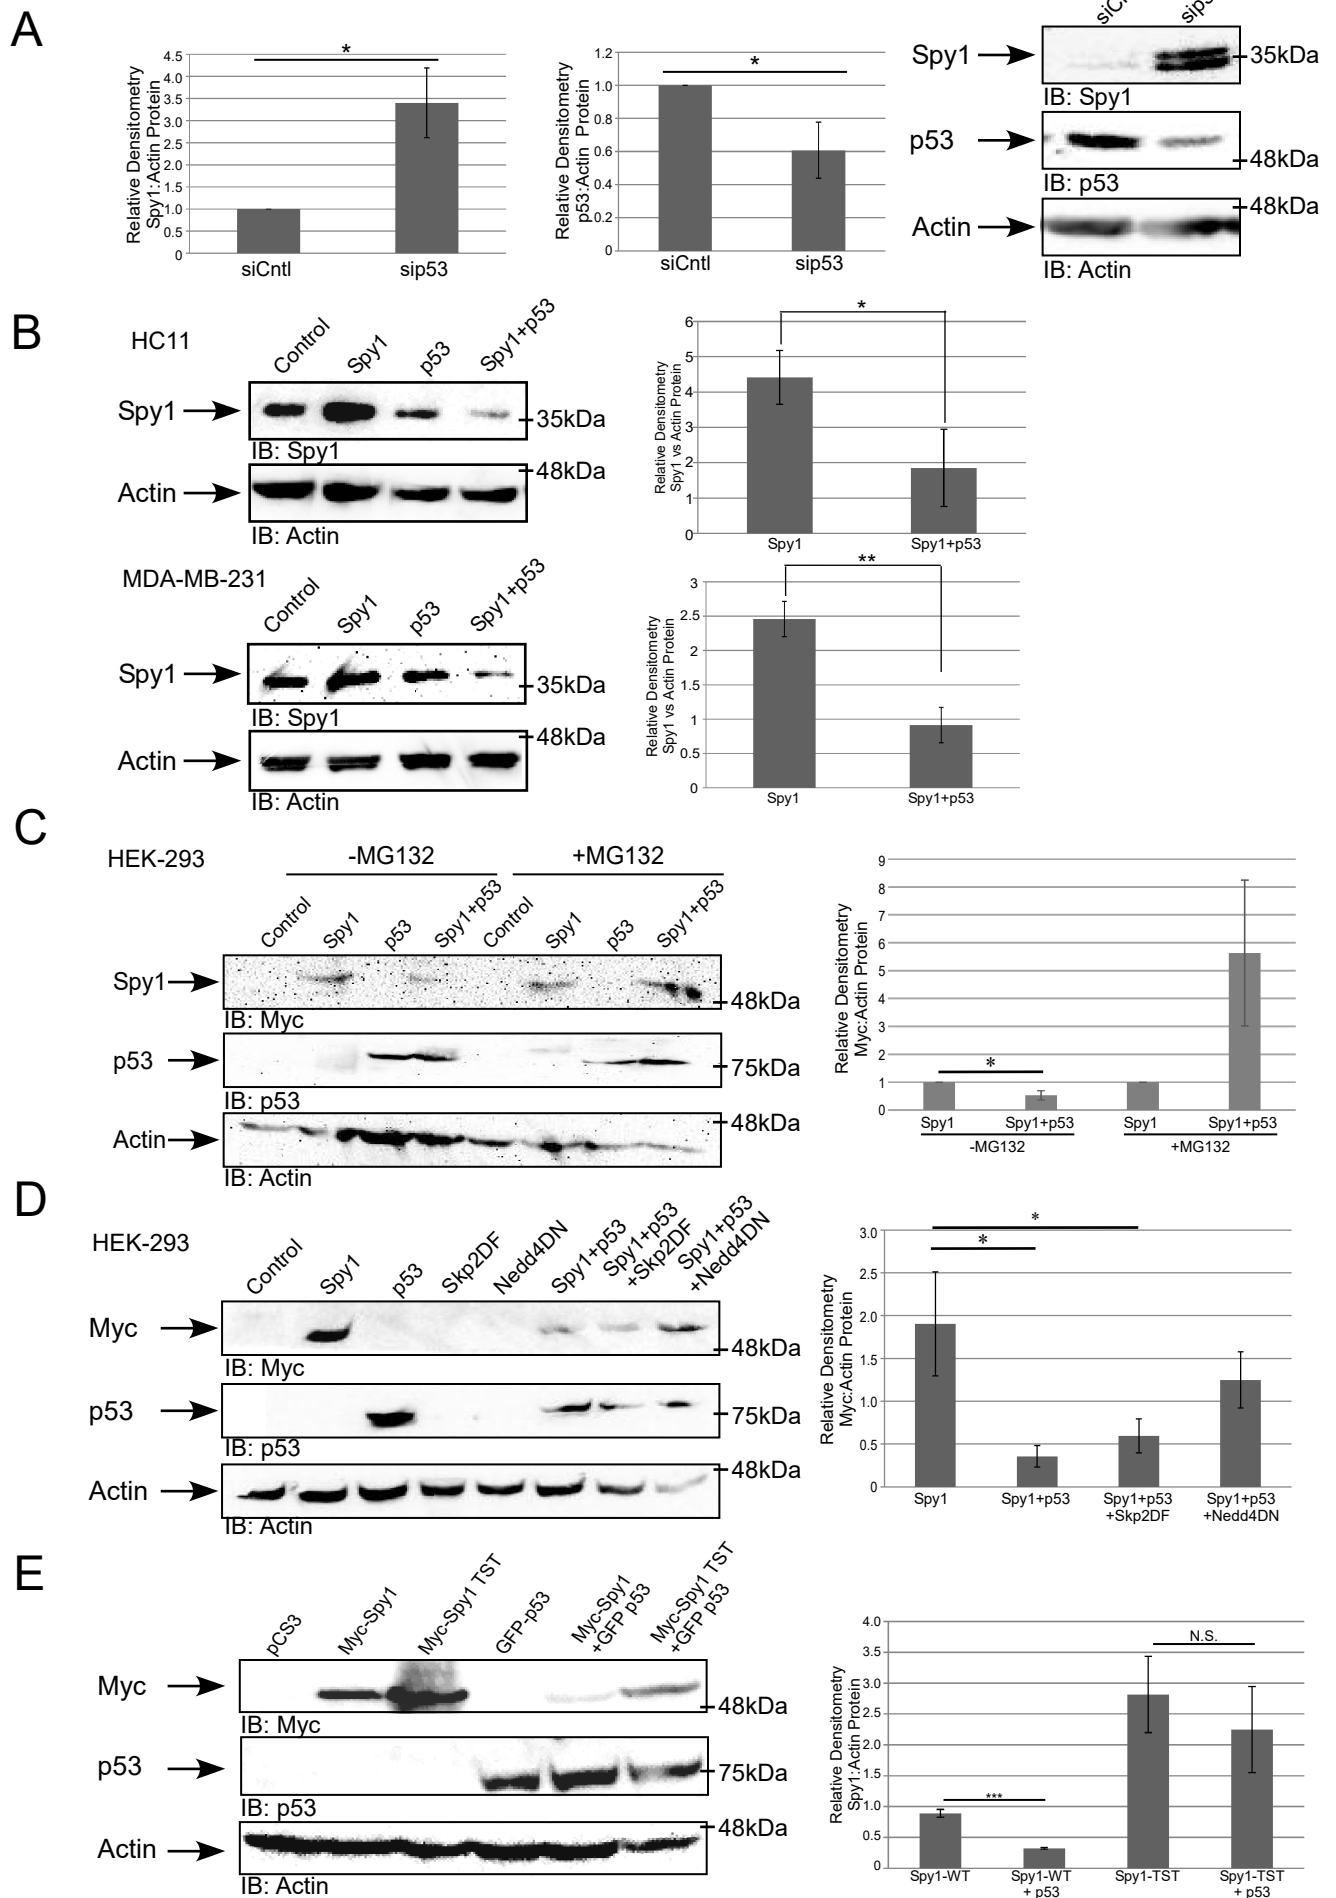 A
Relative Densitometry
Spy1:Actin Protein
4.5
4.0
3.5
3.0
2.5
2.0
1.5
1.0
0.5
0
*
siCntl
sip53
Relative Densitometry
p53:Actin Protein
1.2
1.0
0.8
0.6
0.4
0.2
0
*
siCntl
sip53
Spy1
35kDa
IB: Spy1
p53
48kDa
IB: p53
48kDa
Actin
IB: Actin
B
HC11
Control
Spy1
p53
Spy1+p53
Spy1
35kDa
IB: Spy1
48kDa
Actin
IB: Actin
Relative Densitometry
Spy1 vs Actin Protein
6
5
4
3
2
1
0
*
Spy1
Spy1+p53
MDA-MB-231
Control
Spy1
p53
Spy1+p53
Spy1
35kDa
IB: Spy1
48kDa
Actin
IB: Actin
Relative Densitometry
Spy1 vs Actin Protein
3
2.5
2
1.5
1
0.5
0
**
Spy1
Spy1+p53
C
HEK-293
-MG132
+MG132
Control
Spy1
p53
Spy1+p53
Control
Spy1
p53
Spy1+p53
Spy1
48kDa
IB: Myc
p53
75kDa
IB: p53
48kDa
Actin
IB: Actin
Relative Densitometry
Myc:Actin Protein
9
8
7
6
5
4
3
2
1
0
*
Spy1
Spy1+p53
Spy1
Spy1+p53
-MG132
+MG132
D
HEK-293
Control
Spy1
p53
Skp2DF
Nedd4DN
Spy1+p53
Spy1+p53
+Skp2DF
Spy1+p53
+Nedd4DN
Myc
48kDa
IB: Myc
p53
75kDa
IB: p53
48kDa
Actin
IB: Actin
Relative Densitometry
Myc:Actin Protein
3.0
2.5
2.0
1.5
1.0
0.5
0
*
*
Spy1
Spy1+p53
Spy1+p53
+Skp2DF
Spy1+p53
+Nedd4DN
E
pCS3
Myc-Spy1
Myc-Spy1 TST
GFP-p53
Myc-Spy1
+GFP p53
Myc-Spy1 TST
+GFP p53
Myc
48kDa
IB: Myc
p53
75kDa
IB: p53
48kDa
Actin
IB: Actin
Relative Densitometry
Spy1:Actin Protein
4.0
3.5
3.0
2.5
2.0
1.5
1.0
0.5
0
***
N.S.
Spy1-WT
Spy1-WT
+ p53
Spy1-TST
Spy1-TST
+ p53